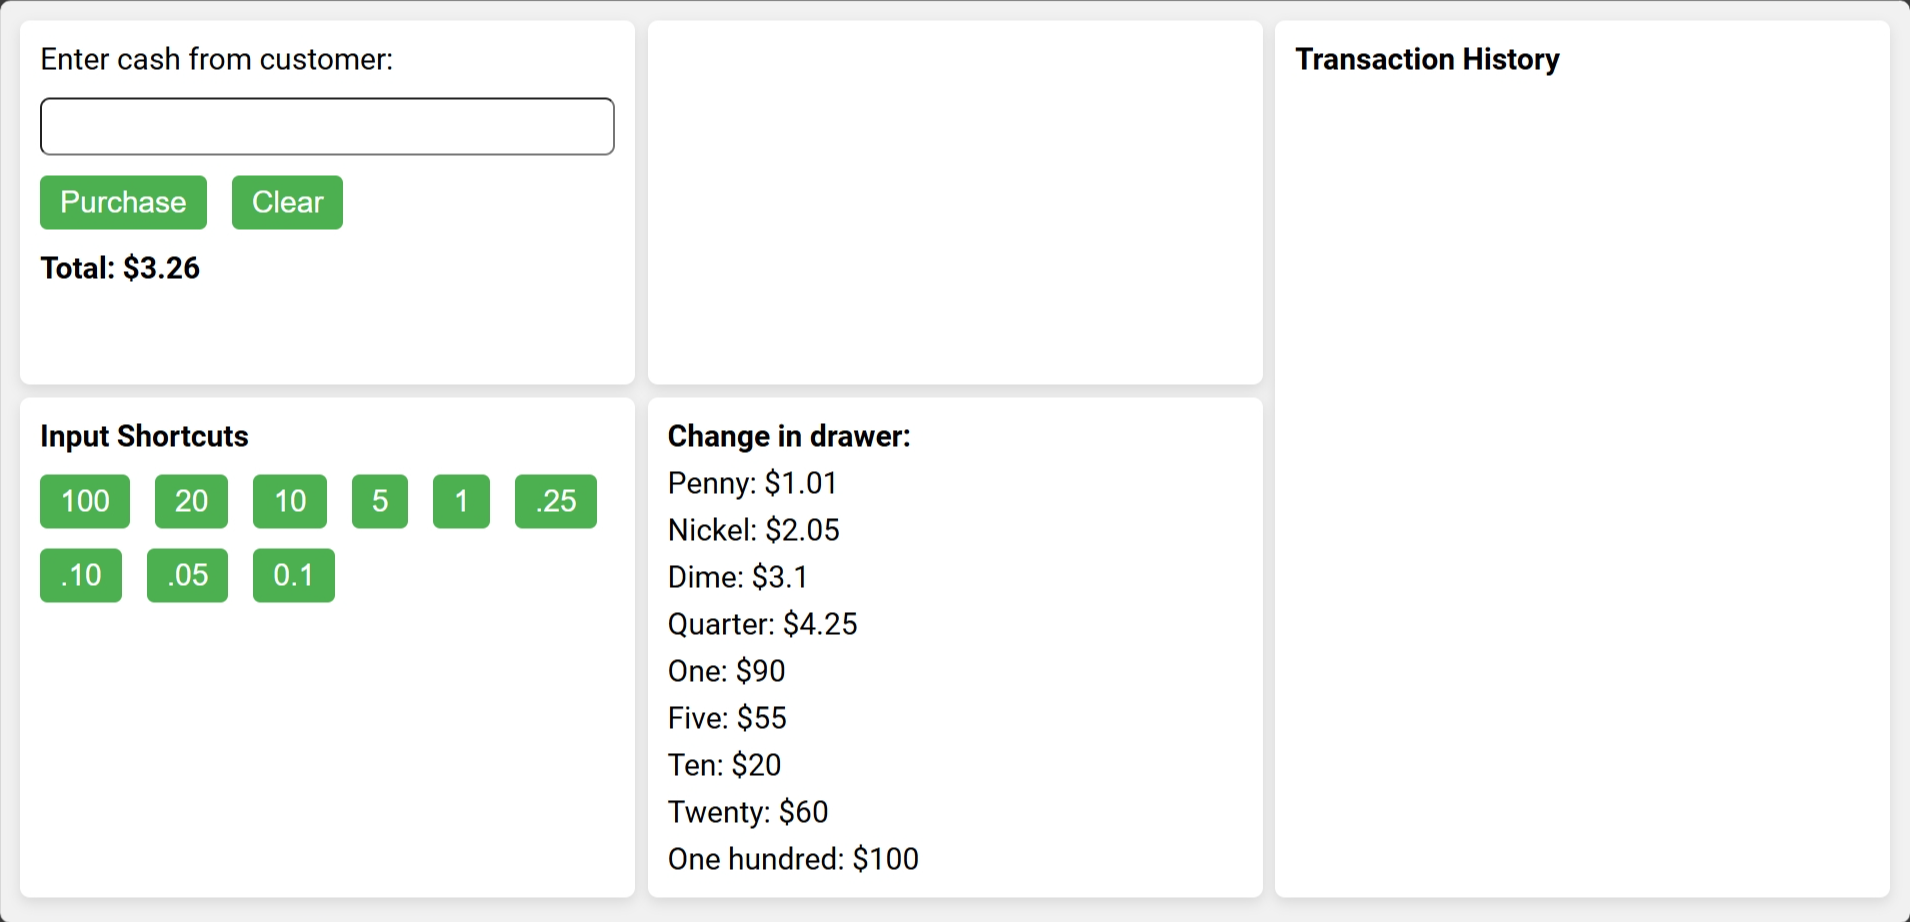 Enter cash from customer:
Purchase Clear
Total: $3.26
Input Shortcuts
100 20 10 5 1 .25
.10 .05 0.1
Change in drawer:
Penny: $1.01
Nickel: $2.05
Dime: $3.1
Quarter: $4.25
One: $90
Five: $55
Ten: $20
Twenty: $60
One hundred: $100
Transaction History